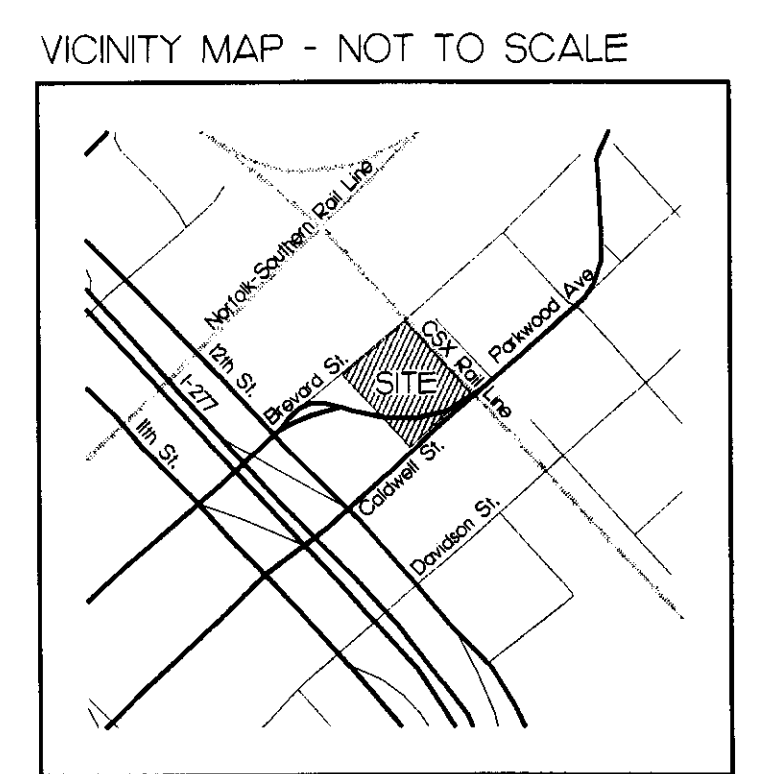 VICINITY MAP - NOT TO SCALE
Norfolk-Southern Rail Line
12th St.
I-277
11th St.
Brevard St.
SITE
CSX Rail Line
Parkwood Ave
Caldwell St.
Davidson St.